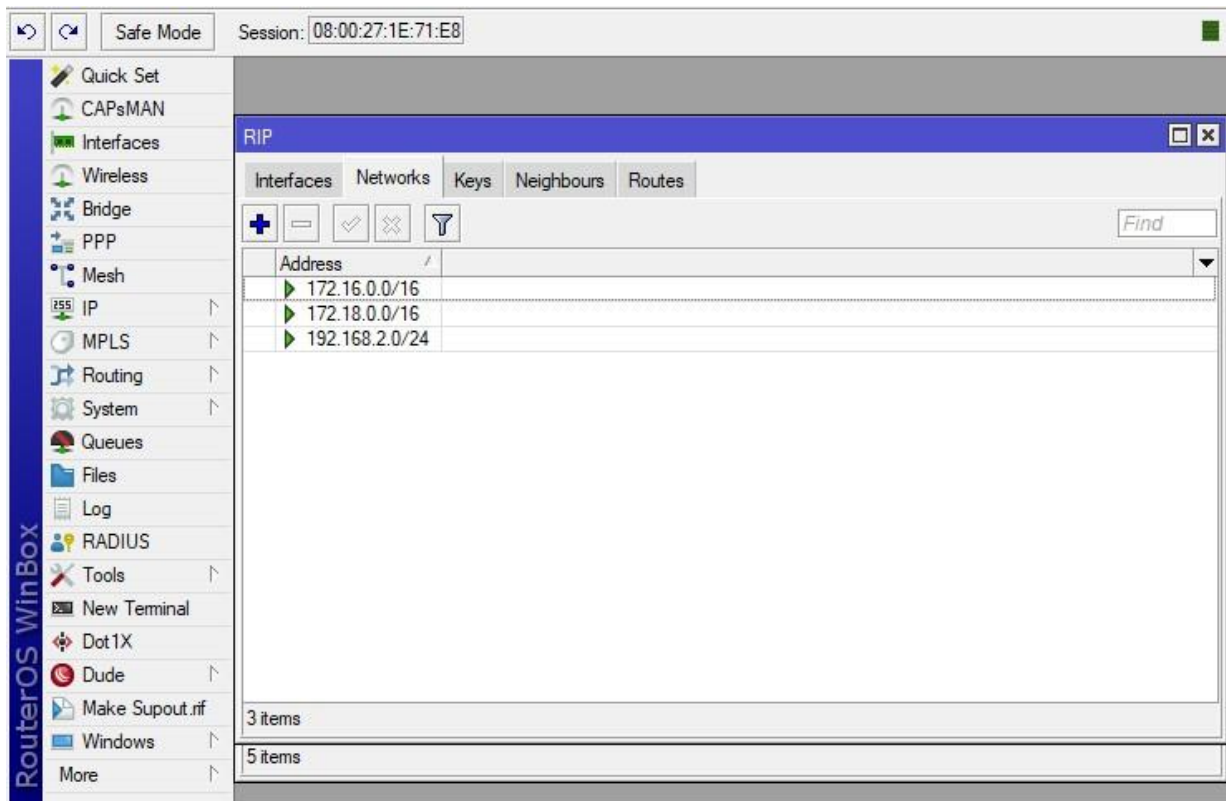 Safe Mode
Session: 08:00:27:1E:71:E8
RouterOS WinBox
Quick Set
CAPsMAN
Interfaces
Wireless
Bridge
PPP
Mesh
255 IP
MPLS
Routing
System
Queues
Files
Log
RADIUS
Tools
New Terminal
Dot1X
Dude
Make Supout.rif
Windows
More
RIP
Interfaces Networks Keys Neighbours Routes
Find
Address
172.16.0.0/16
172.18.0.0/16
192.168.2.0/24
3 items
5 items